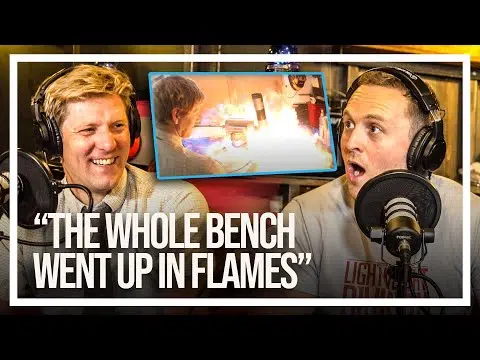 “THE WHOLE BENCH
WENT UP IN FLAMES”